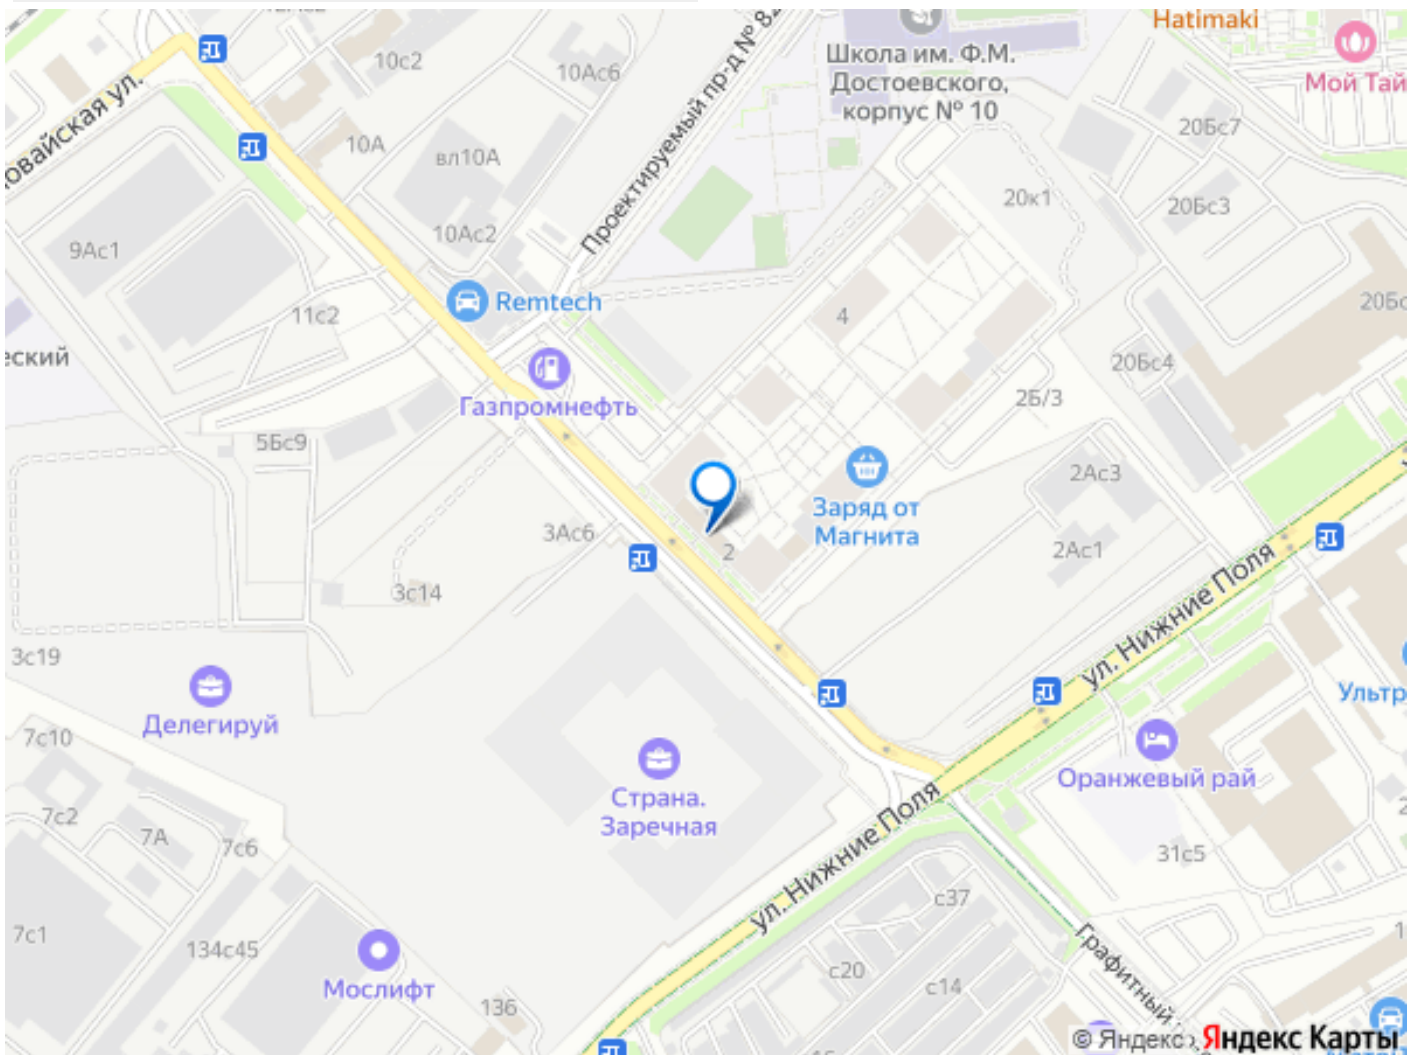 Hatimaki
Мой Тай
Школа им. Ф.М.
Достоевского,
корпус № 10
10с2
10Ас6
Проектируемый пр-д № 82
овайская ул.
10А
вл10А
20Бс7
20к1
20Бс3
10Ас2
9Ас1
Remtech
11с2
4
20Бс
еский
20Бс4
Газпромнефть
2Б/3
5Бс9
2Ас3
Заряд от
Магнита
3Ас6
2
2Ас1
3с14
ул. Нижние Поля
3с19
Делегируй
Ультр
7с10
Оранжевый рай
Страна.
Заречная
7с2
7А
7с6
31с5
ул. Нижние Поля
с37
7с1
134с45
Графитный
с20
с14
Мослифт
136
© Яндекс
Яндекс Карты